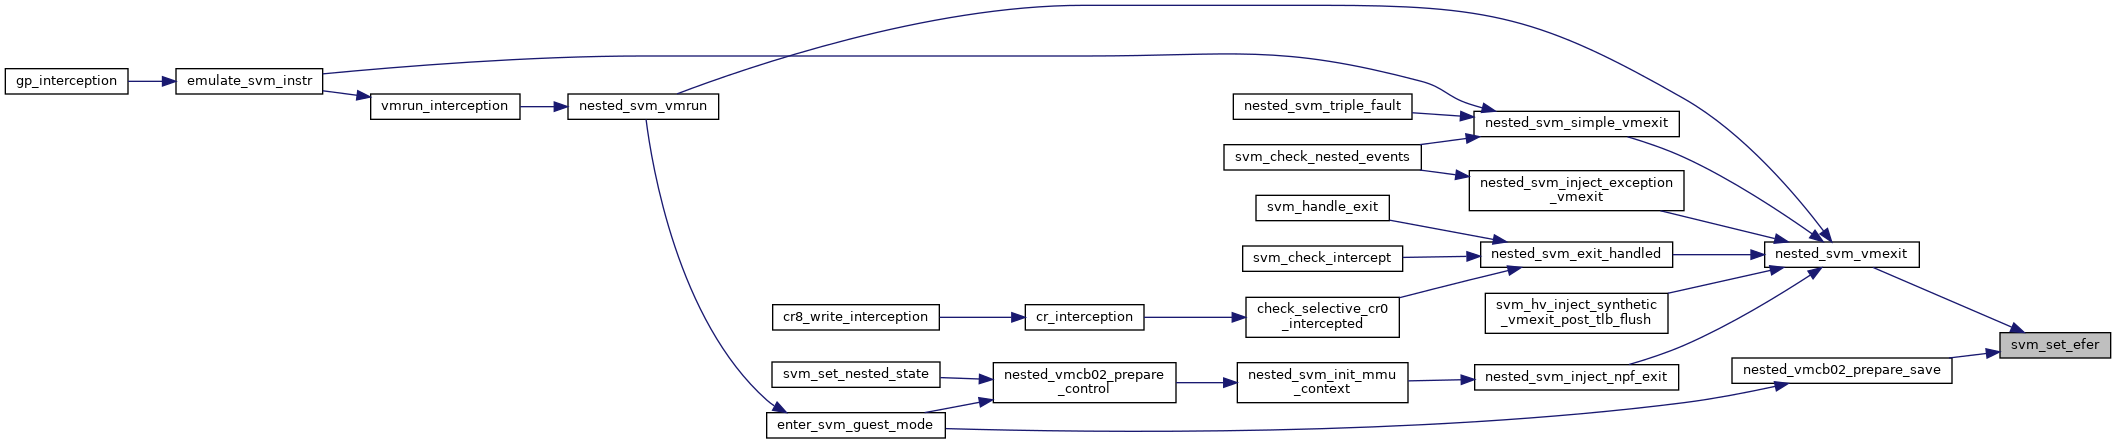 gp_interception
emulate_svm_instr
vmrun_interception
nested_svm_vmrun
nested_svm_triple_fault
nested_svm_simple_vmexit
svm_check_nested_events
nested_svm_inject_exception
_vmexit
svm_handle_exit
svm_check_intercept
nested_svm_exit_handled
nested_svm_vmexit
cr8_write_interception
cr_interception
check_selective_cr0
_intercepted
svm_hv_inject_synthetic
_vmexit_post_tlb_flush
svm_set_efer
svm_set_nested_state
nested_vmcb02_prepare
_control
nested_svm_init_mmu
_context
nested_svm_inject_npf_exit
nested_vmcb02_prepare_save
enter_svm_guest_mode